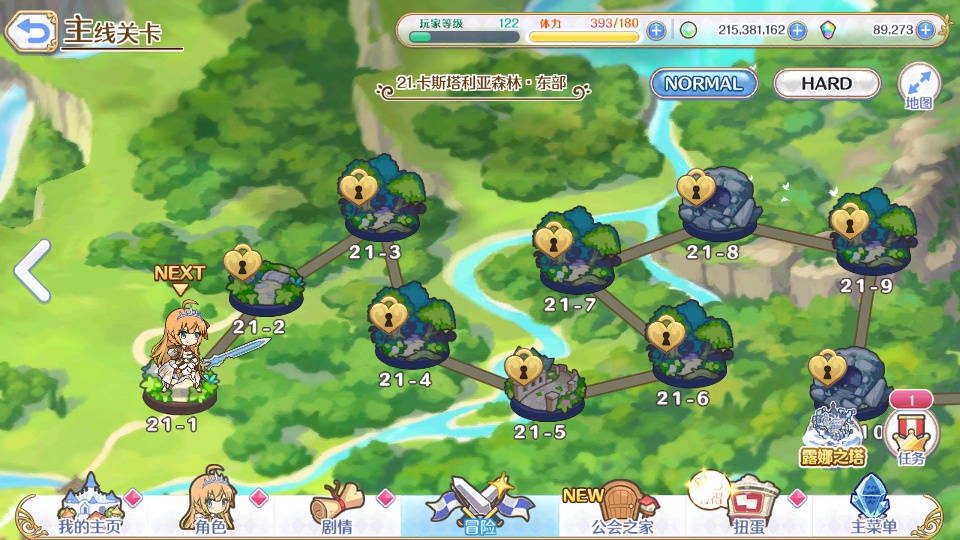 主线关卡
玩家等级 122 体力 393/180 215,381,162 89,273
21.卡斯塔利亚森林·东部
NORMAL
HARD
地图
21-3
21-8
21-9
NEXT
21-2
21-7
21-4
21-6
21-1
21-5
10
1
露娜之塔
任务
我的主页
角色
剧情
冒险
NEW
公会之家
扭蛋
主菜单